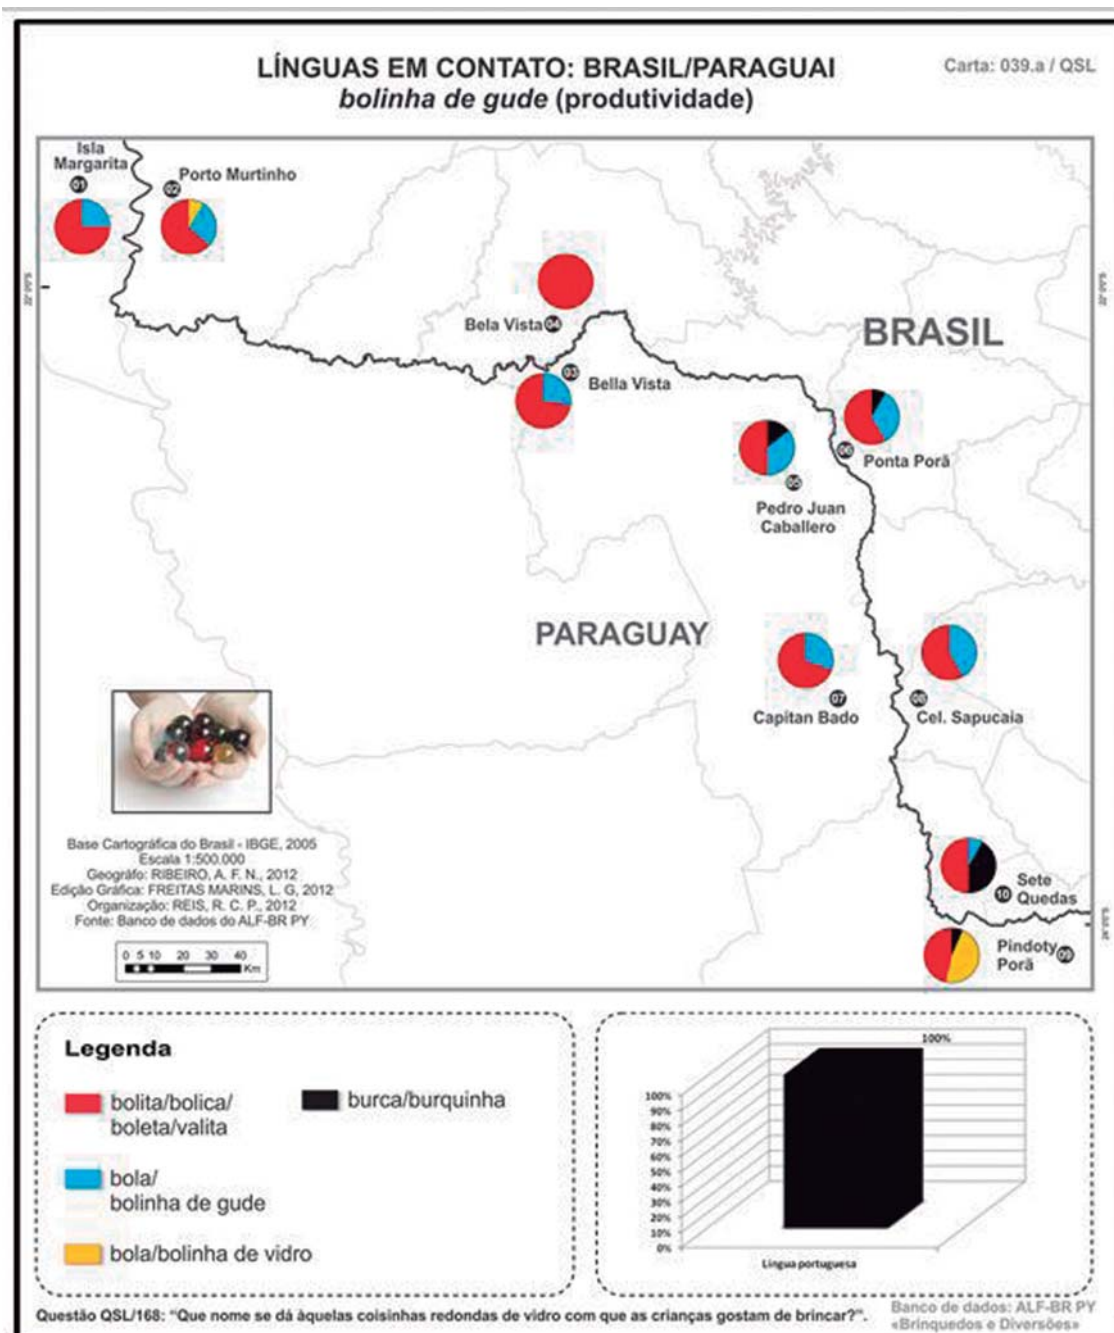 LÍNGUAS EM CONTATO: BRASIL/PARAGUAI
bolinha de gude (produtividade)
Carta: 039.a / QSL
Isla
Margarita
01
02
Porto Murtinho
Bela Vista 04
03
Bella Vista
BRASIL
06
Ponta Porã
05
Pedro Juan
Caballero
PARAGUAY
07
Capitan Bado
08
Cel. Sapucaia
10
Sete
Quedas
Pindoty
Porã
09
Base Cartográfica do Brasil - IBGE, 2005
Escala 1:500.000
Geográfo: RIBEIRO, A. F. N., 2012
Edição Gráfica: FREITAS MARINS, L. G, 2012
Organização: REIS, R. C. P., 2012
Fonte: Banco de dados do ALF-BR PY
0 5 10 20 30 40
Km
Legenda
bolita/bolica/
boleta/valita
burca/burquinha
bola/
bolinha de gude
bola/bolinha de vidro
100%
100%
90%
80%
70%
60%
50%
40%
30%
20%
10%
0%
Língua portuguesa
Questão QSL/168: “Que nome se dá àquelas coisinhas redondas de vidro com que as crianças gostam de brincar?”.
Banco de dados: ALF-BR PY
«Brinquedos e Diversões»